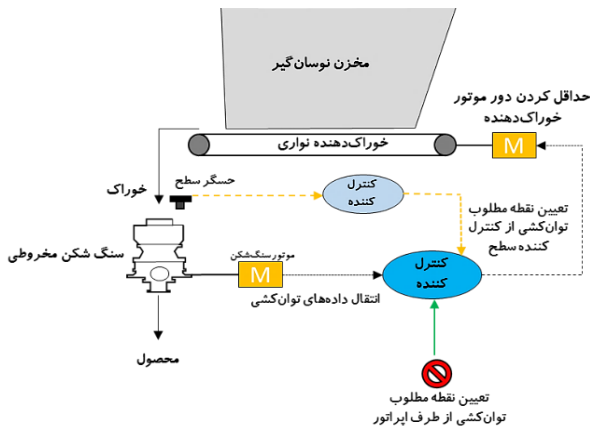 مخزن نوسان‌گیر
حداقل کردن دور موتور
خوراک‌دهنده
خوراک‌دهنده نواری
M
حسگر سطح
خوراک
کنترل
کننده
تعیین نقطه مطلوب
توان‌کشی از کنترل
کننده سطح
سنگ شکن مخروطی
موتور سنگ‌شکن
M
کنترل
کننده
انتقال داده‌های توان‌کشی
محصول
تعیین نقطه مطلوب
توان‌کشی از طرف اپراتور